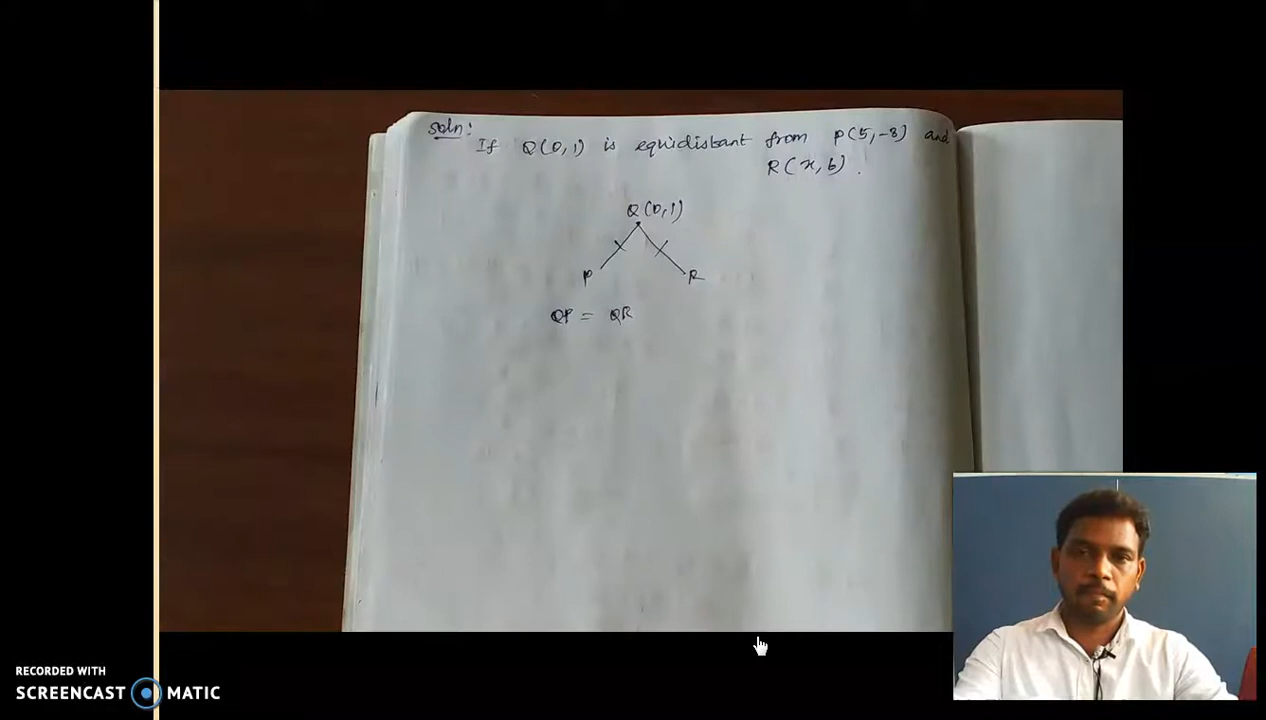 Soln:
If Q(0,1) is equidistant from P(5,-3) and
R(x,6).
Q(0,1)
P R
QP = QR
RECORDED WITH
SCREENCAST MATIC